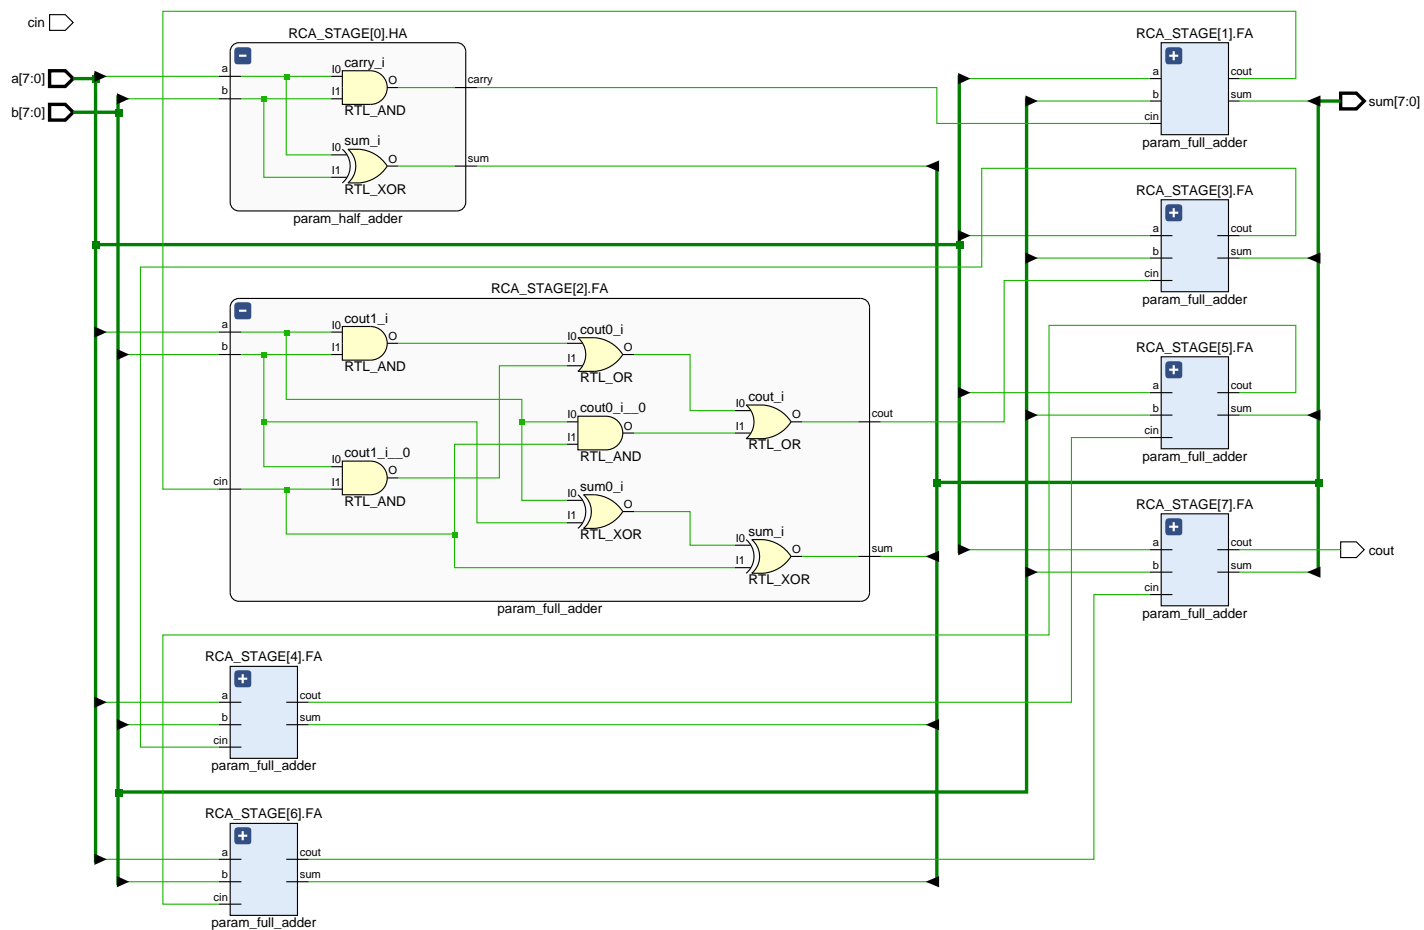 cin
a[7:0]
b[7:0]
RCA_STAGE[0].HA
a
b
carry_i
I0
I1
O
RTL_AND
carry
sum_i
I0
I1
O
RTL_XOR
sum
param_half_adder
RCA_STAGE[1].FA
a
b
cin
cout
sum
param_full_adder
sum[7:0]
RCA_STAGE[3].FA
a
b
cin
cout
sum
param_full_adder
RCA_STAGE[2].FA
a
b
cin
cout1_i
I0
I1
O
RTL_AND
cout0_i
I0
I1
O
RTL_OR
cout0_i__0
I0
I1
O
RTL_AND
cout_i
I0
I1
O
RTL_OR
cout
cout1_i__0
I0
I1
O
RTL_AND
sum0_i
I0
I1
O
RTL_XOR
sum_i
I0
I1
O
RTL_XOR
sum
param_full_adder
RCA_STAGE[5].FA
a
b
cin
cout
sum
param_full_adder
RCA_STAGE[7].FA
a
b
cin
cout
sum
param_full_adder
cout
RCA_STAGE[4].FA
a
b
cin
cout
sum
param_full_adder
RCA_STAGE[6].FA
a
b
cin
cout
sum
param_full_adder